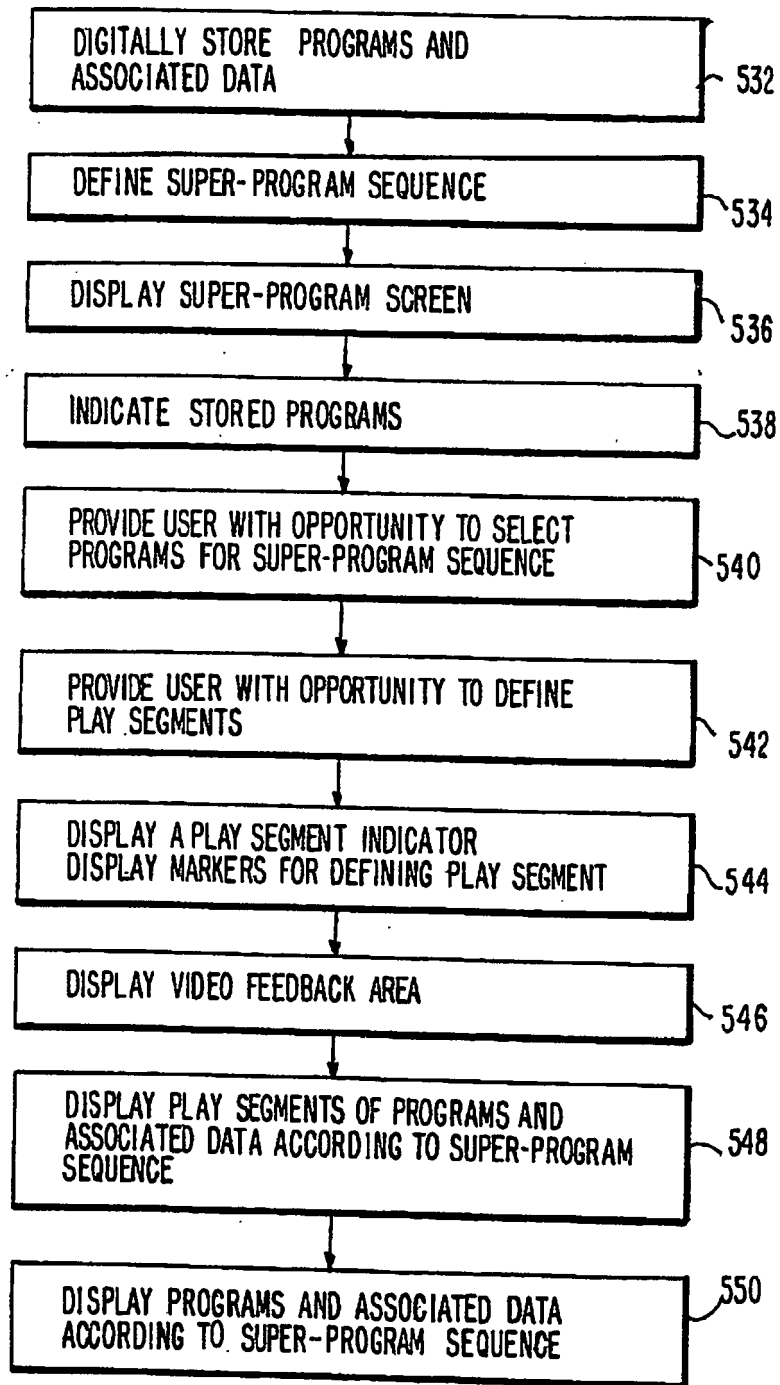 DIGITALLY STORE PROGRAMS AND
ASSOCIATED DATA
532
DEFINE SUPER-PROGRAM SEQUENCE
534
DISPLAY SUPER-PROGRAM SCREEN
536
INDICATE STORED PROGRAMS
538
PROVIDE USER WITH OPPORTUNITY TO SELECT
PROGRAMS FOR SUPER-PROGRAM SEQUENCE
540
PROVIDE USER WITH OPPORTUNITY TO DEFINE
PLAY SEGMENTS
542
DISPLAY A PLAY SEGMENT INDICATOR
DISPLAY MARKERS FOR DEFINING PLAY SEGMENT
544
DISPLAY VIDEO FEEDBACK AREA
546
DISPLAY PLAY SEGMENTS OF PROGRAMS AND
ASSOCIATED DATA ACCORDING TO SUPER-PROGRAM
SEQUENCE
548
DISPLAY PROGRAMS AND ASSOCIATED DATA
ACCORDING TO SUPER-PROGRAM SEQUENCE
550